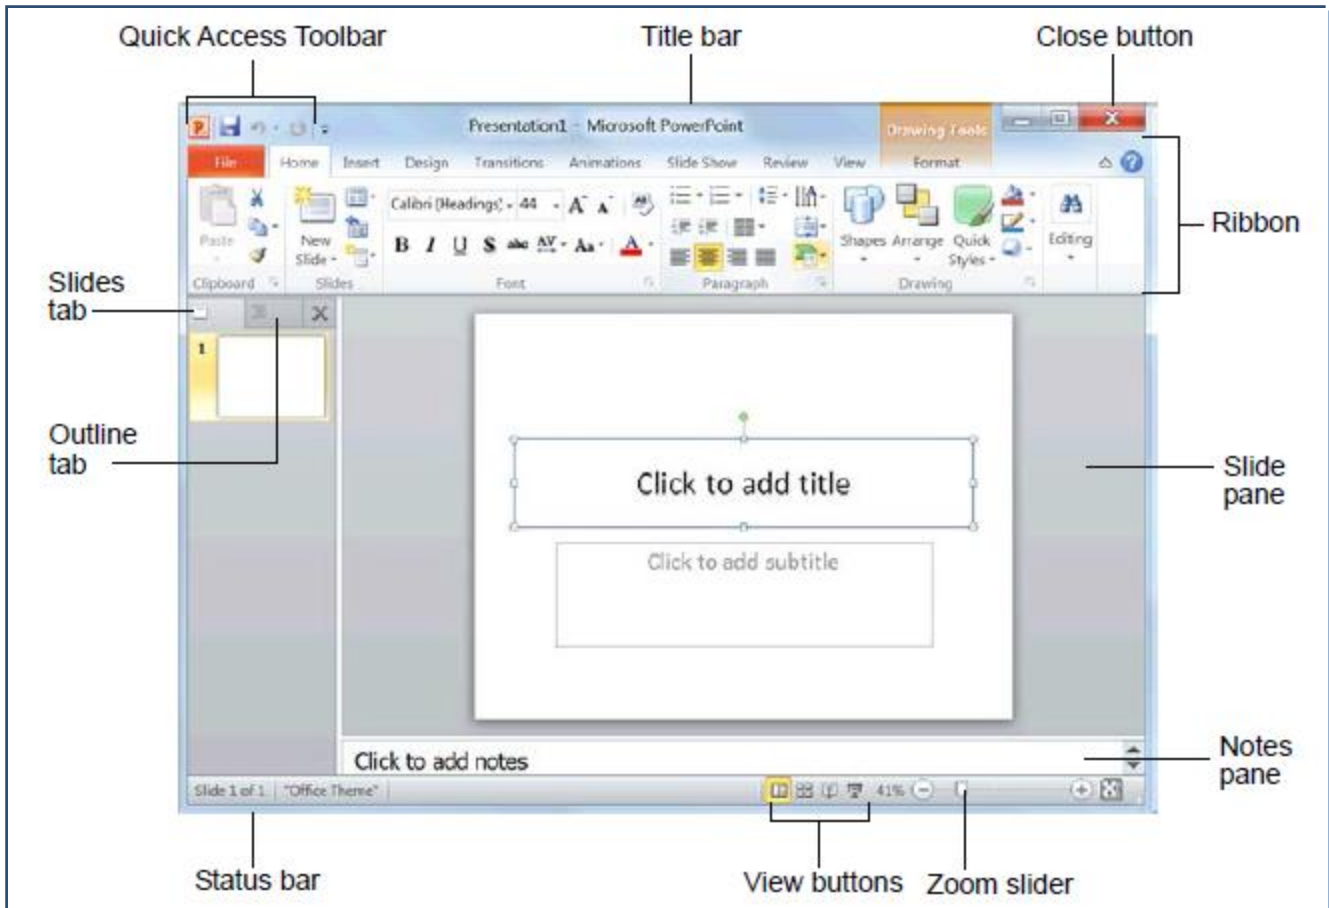 Quick Access Toolbar Title bar Close button
Presentation1 - Microsoft PowerPoint Drawing Tools
File Home Insert Design Transitions Animations Slide Show Review View Format
Calibri (Headings) 44
B I U S abc AV Aa A
Paste New Slide Shapes Arrange Quick Styles Editing
Clipboard Slides Font Paragraph Drawing
Ribbon
Slides
tab
1
Outline
tab
Click to add title
Slide
pane
Click to add subtitle
Click to add notes
Notes
pane
Slide 1 of 1 "Office Theme" 41%
Status bar View buttons Zoom slider